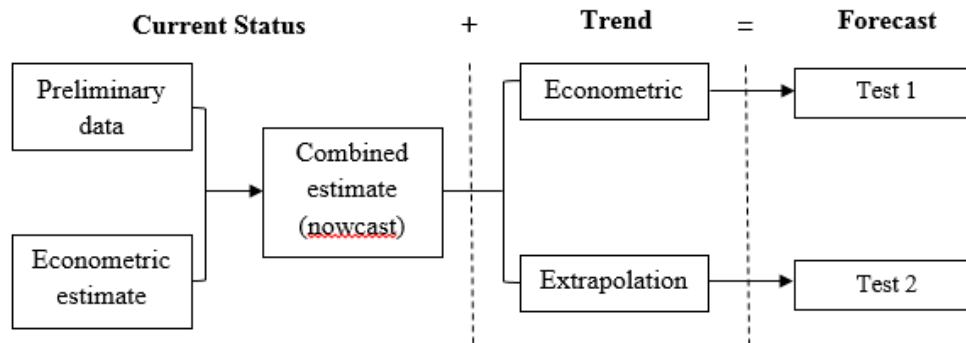 Current Status + Trend = Forecast
Preliminary
data
Econometric
estimate
Combined
estimate
(nowcast)
Econometric
Extrapolation
Test 1
Test 2